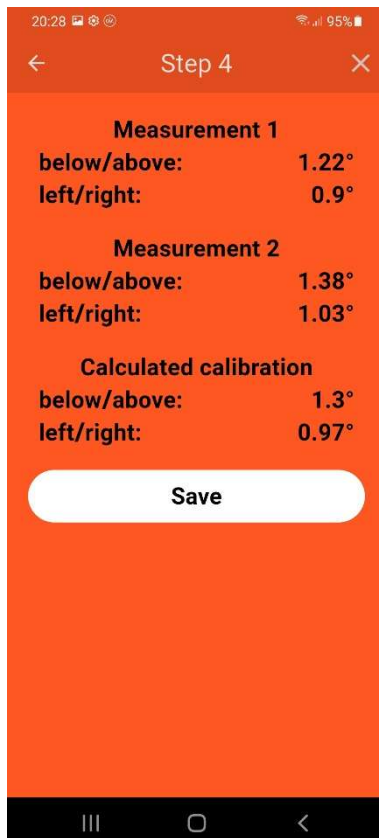 20:28 95%
Step 4
Measurement 1
below/above: 1.22°
left/right: 0.9°
Measurement 2
below/above: 1.38°
left/right: 1.03°
Calculated calibration
below/above: 1.3°
left/right: 0.97°
Save